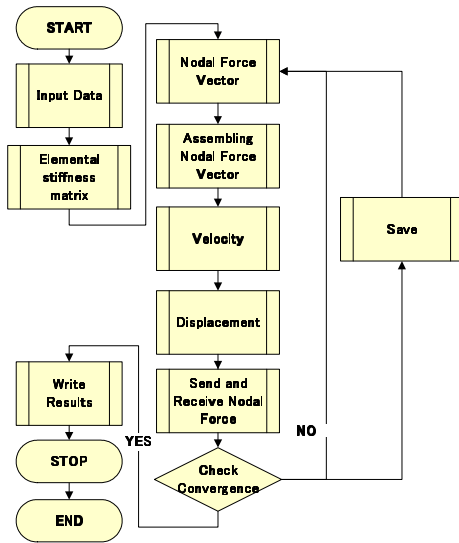 START
Input Data
Elemental
stiffness
matrix
Nodal Force
Vector
Assembling
Nodal Force
Vector
Velocity
Displacement
Send and
Receive Nodal
Force
Check
Convergence
NO
Save
YES
Write
Results
STOP
END